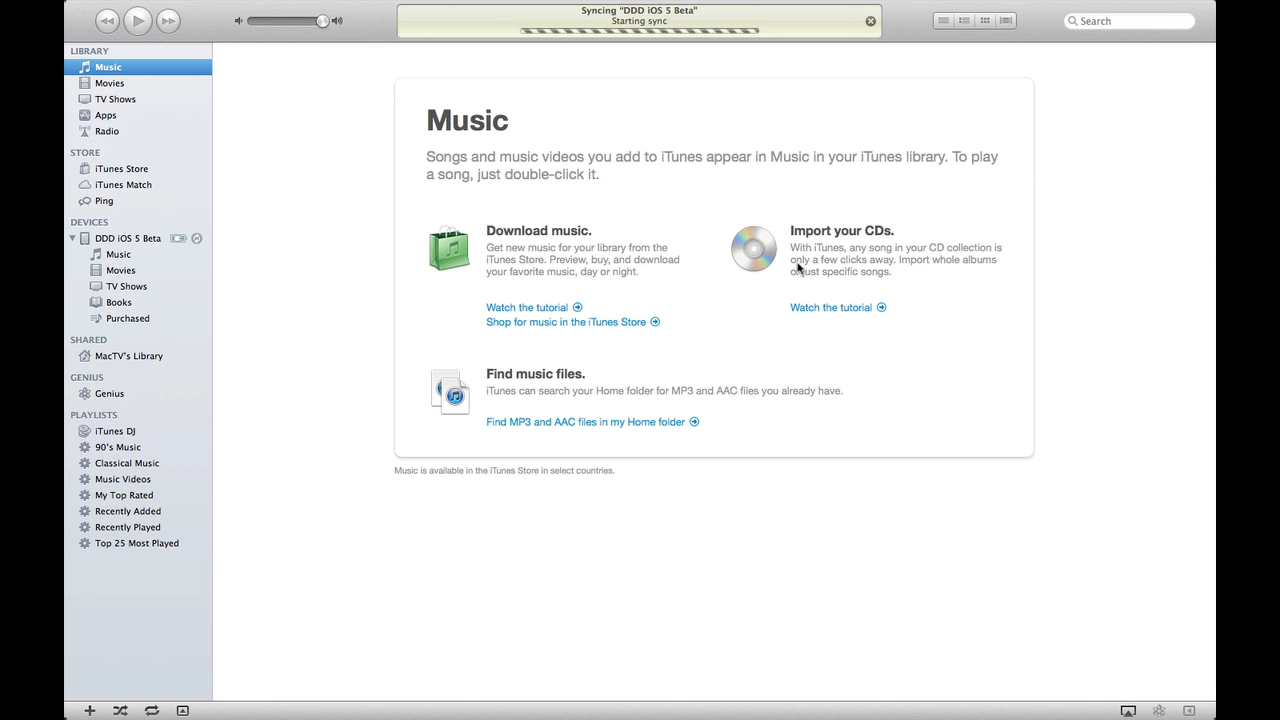 Syncing "DDD iOS 5 Beta"
Starting sync
Search
LIBRARY
Music
Movies
TV Shows
Apps
Radio
STORE
iTunes Store
iTunes Match
Ping
DEVICES
DDD iOS 5 Beta
Music
Movies
TV Shows
Books
Purchased
SHARED
MacTV's Library
GENIUS
Genius
PLAYLISTS
iTunes DJ
90's Music
Classical Music
Music Videos
My Top Rated
Recently Added
Recently Played
Top 25 Most Played
Music
Songs and music videos you add to iTunes appear in Music in your iTunes library. To play
a song, just double-click it.
Download music.
Get new music for your library from the
iTunes Store. Preview, buy, and download
your favorite music, day or night.
Watch the tutorial
Shop for music in the iTunes Store
Import your CDs.
With iTunes, any song in your CD collection is
only a few clicks away. Import whole albums
or just specific songs.
Watch the tutorial
Find music files.
iTunes can search your Home folder for MP3 and AAC files you already have.
Find MP3 and AAC files in my Home folder
Music is available in the iTunes Store in select countries.